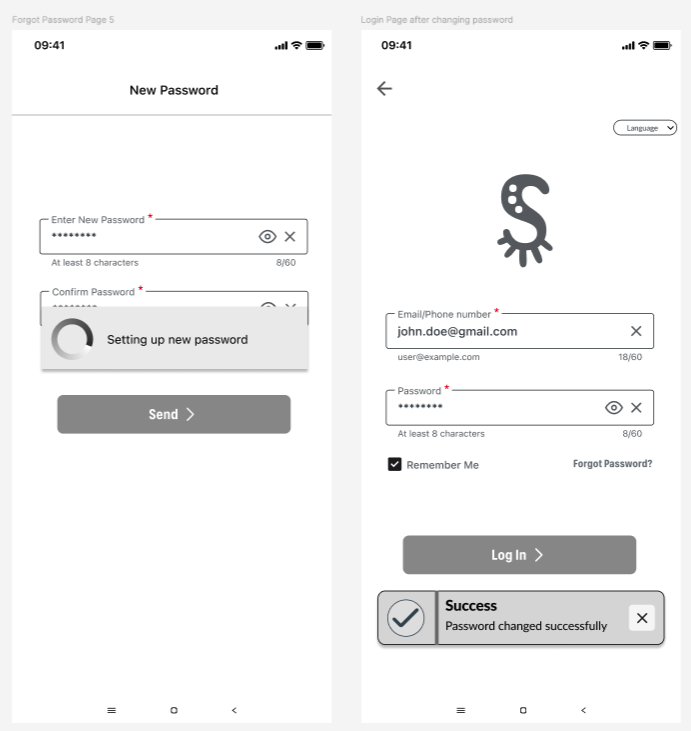 Forgot Password Page 5
09:41
New Password
Enter New Password *
********
At least 8 characters 8/60
Confirm Password *
Setting up new password
Send
Login Page after changing password
09:41
Language
Email/Phone number *
john.doe@gmail.com
user@example.com 18/60
Password *
********
At least 8 characters 8/60
Remember Me Forgot Password?
Log In
Success
Password changed successfully